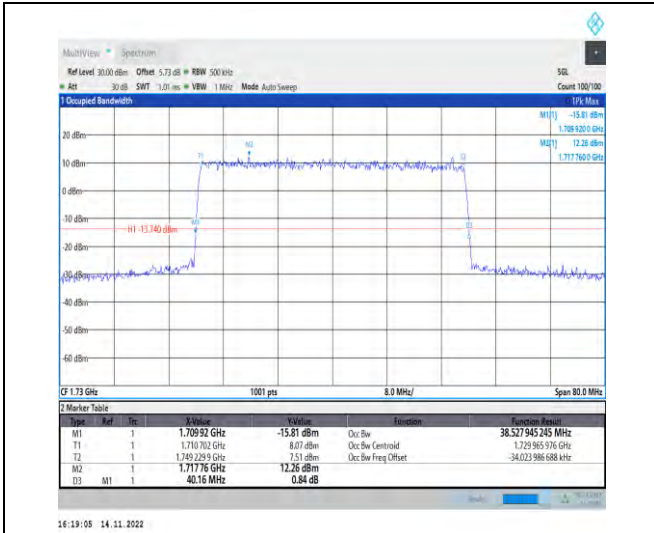 MultiView Spectrum
Ref Level 30.00 dBm Offset 5.73 dB RBW 500 kHz SGL
Att 30 dB SWT 1.01 ms VBW 1 MHz Mode Auto Sweep Count 100/100
1 Occupied Bandwidth 1Pk Max
M1[1] -15.81 dBm
1.709 920 0 GHz
M2[1] 12.26 dBm
1.717 760 0 GHz
20 dBm
M2
T1 T2
10 dBm
0 dBm
-10 dBm
M1
D3
H1 -13.740 dBm
-20 dBm
-30 dBm
-40 dBm
-50 dBm
-60 dBm
CF 1.73 GHz 1001 pts 8.0 MHz/ Span 80.0 MHz
2 Marker Table
Type Ref Trc X-Value Y-Value Function Function Result
M1 1 1.70992 GHz -15.81 dBm Occ Bw 38.527 945 245 MHz
T1 1 1.710 702 GHz 8.07 dBm Occ Bw Centroid 1.729 965 976 GHz
T2 1 1.749 229 9 GHz 7.51 dBm Occ Bw Freq Offset -34.023 986 688 kHz
M2 1 1.71776 GHz 12.26 dBm
D3 M1 1 40.16 MHz 0.84 dB
16:19:05 14.11.2022